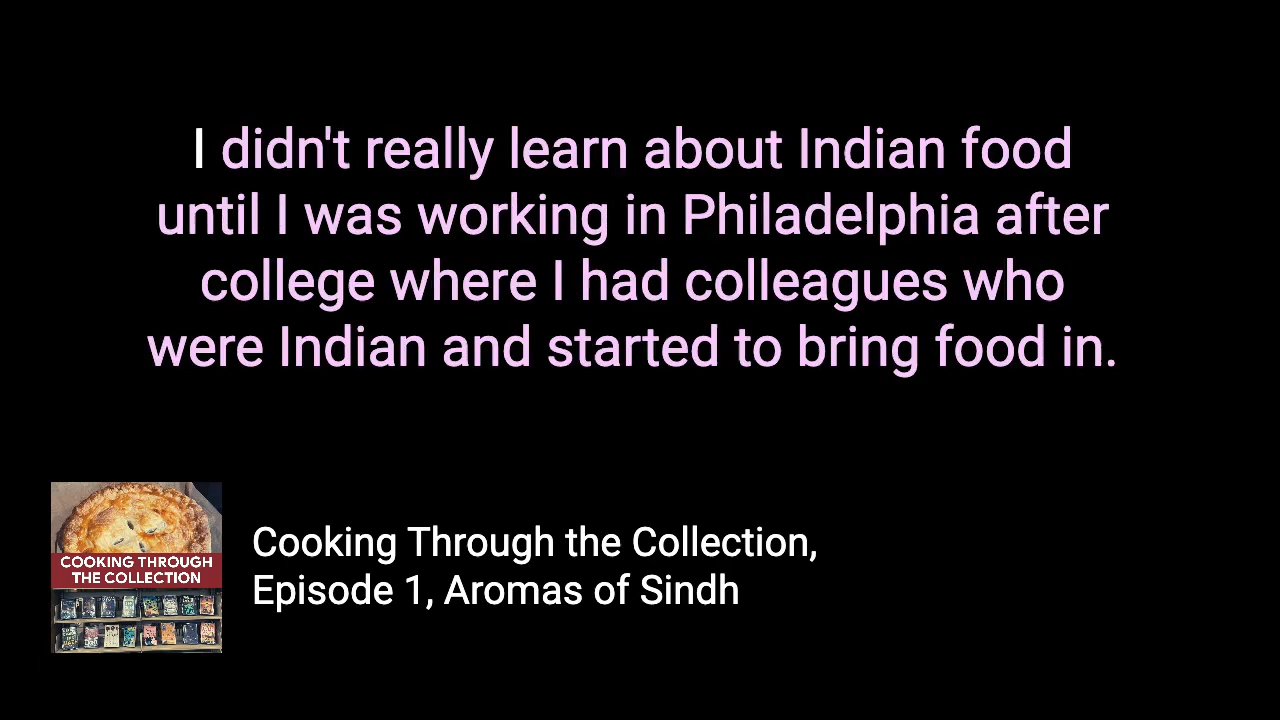 I didn't really learn about Indian food
until I was working in Philadelphia after
college where I had colleagues who
were Indian and started to bring food in.
COOKING THROUGH
THE COLLECTION
Cooking Through the Collection,
Episode 1, Aromas of Sindh